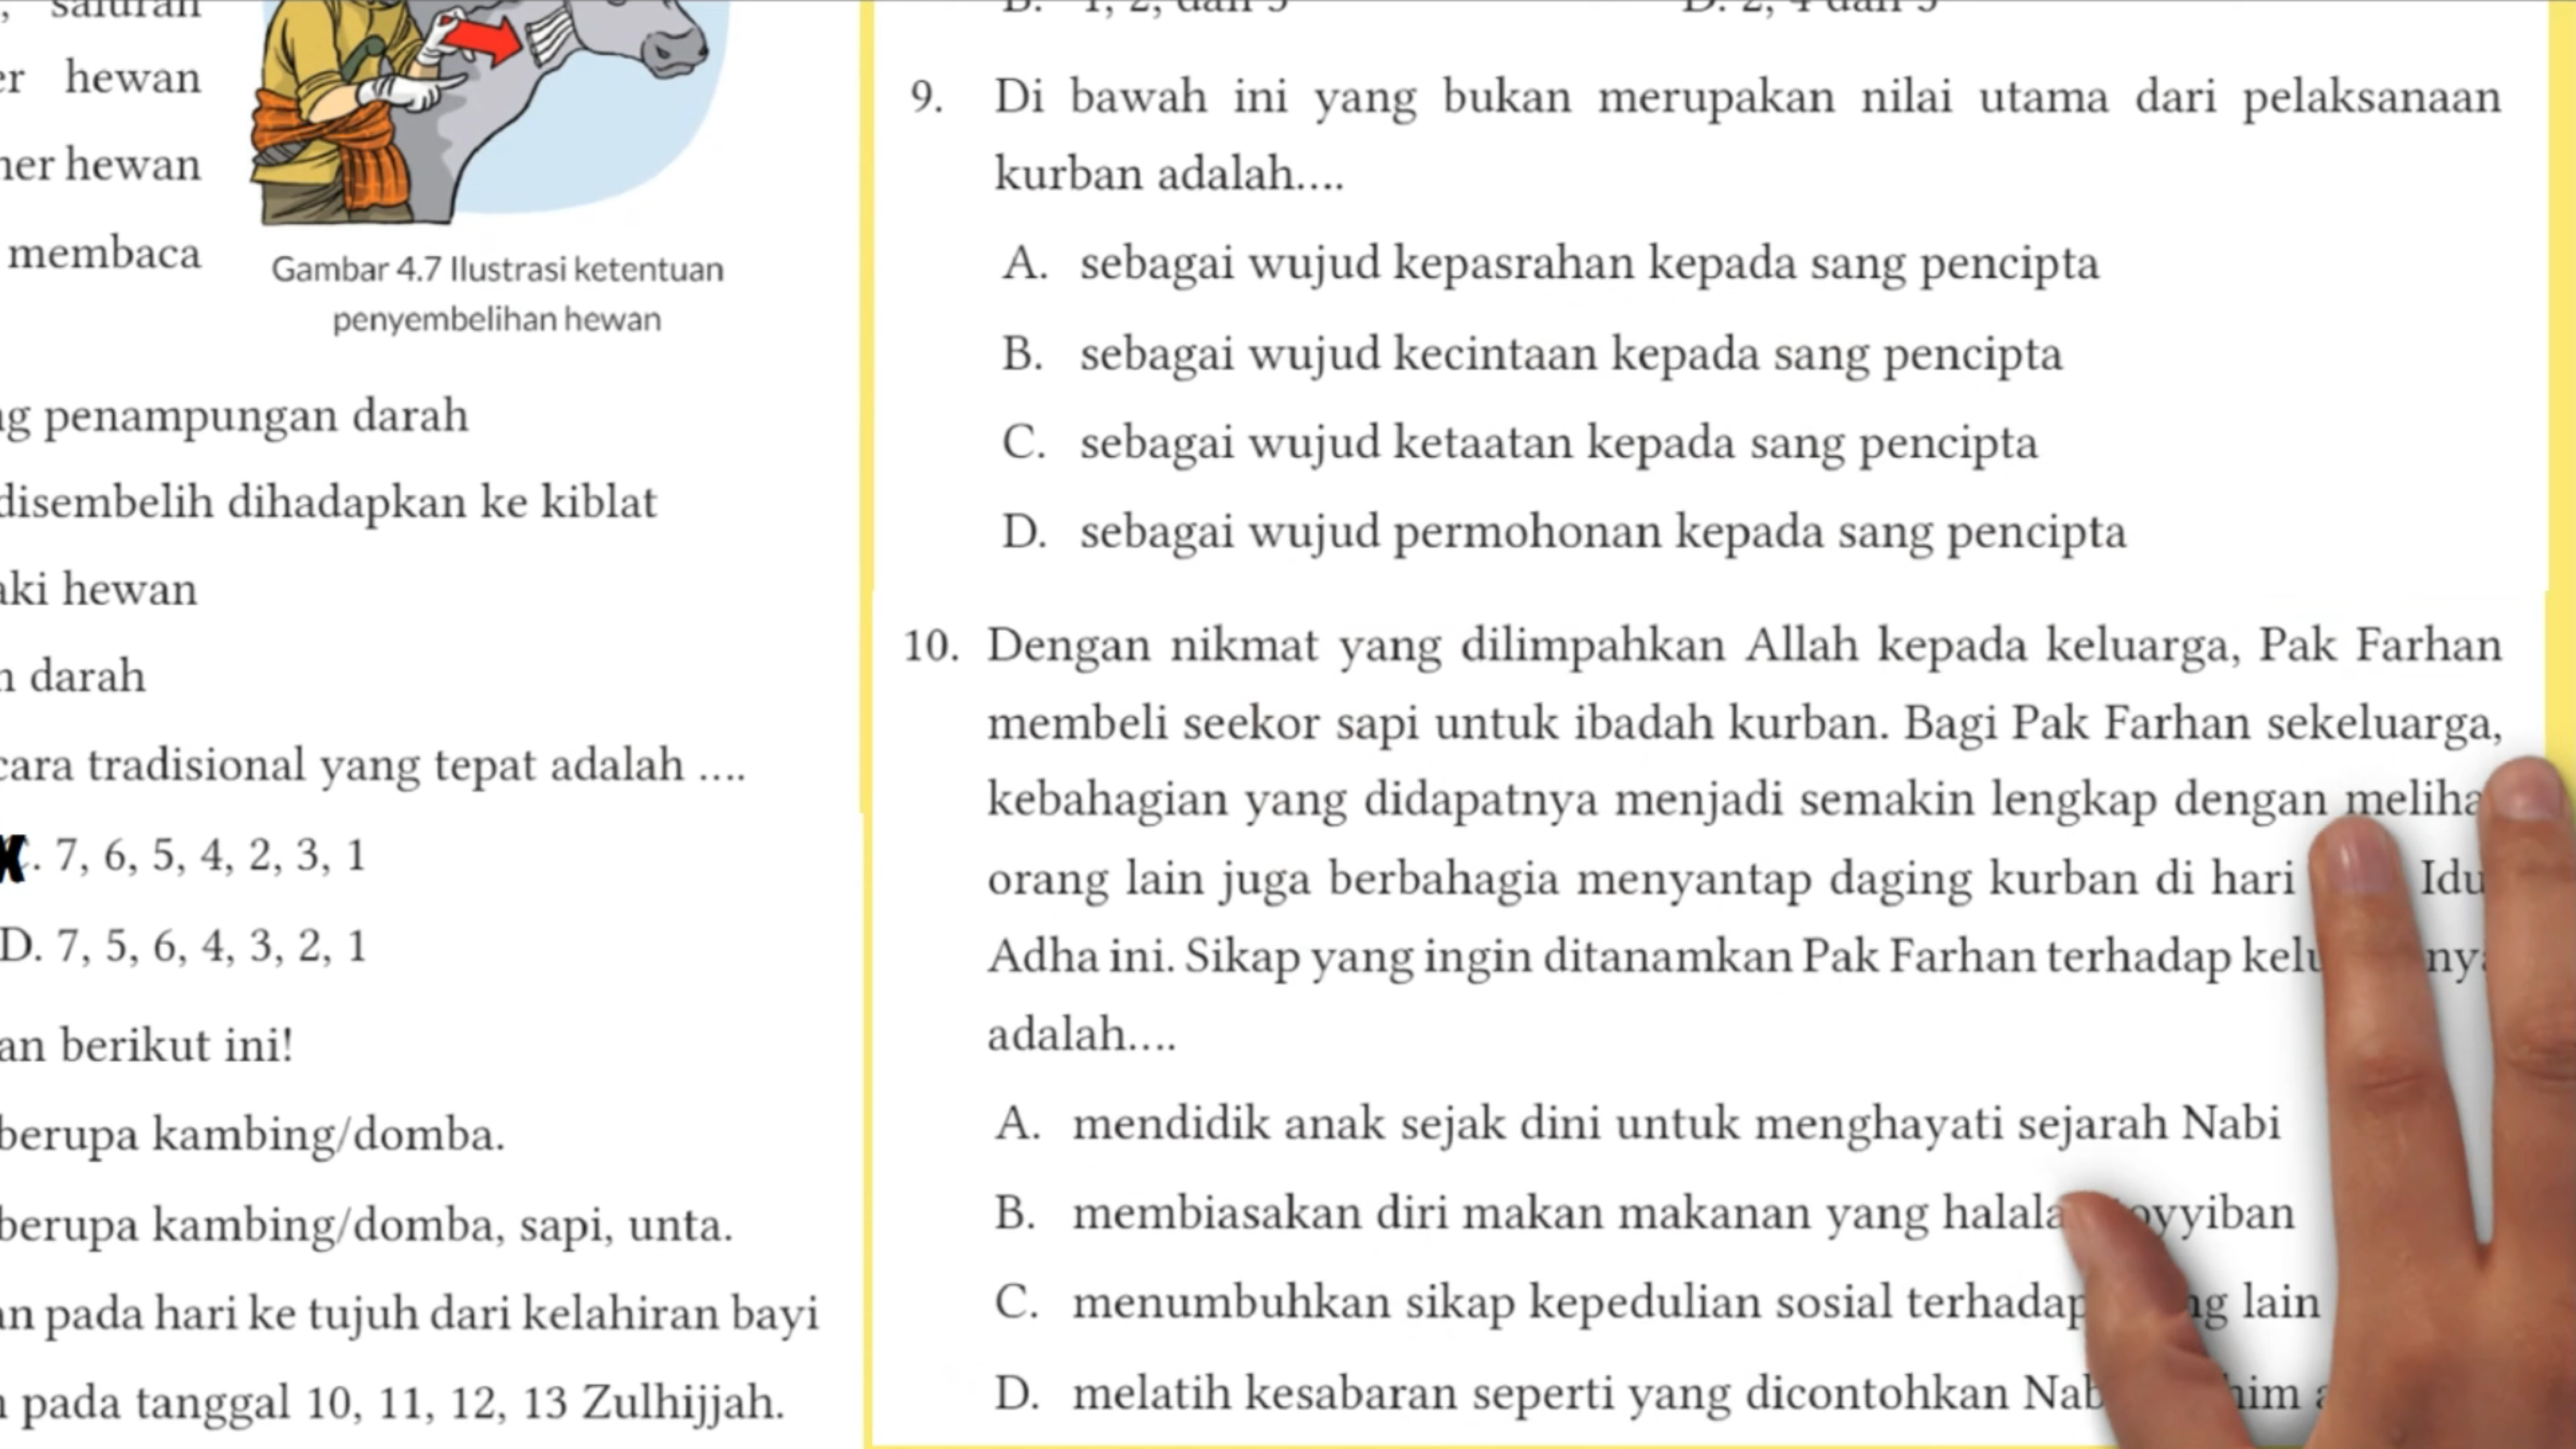 er hewan
ner hewan
membaca
Gambar 4.7 Ilustrasi ketentuan
penyembelihan hewan
ng penampungan darah
disembelih dihadapkan ke kiblat
aki hewan
n darah
cara tradisional yang tepat adalah ....
C. 7, 6, 5, 4, 2, 3, 1
D. 7, 5, 6, 4, 3, 2, 1
an berikut ini!
berupa kambing/domba.
berupa kambing/domba, sapi, unta.
an pada hari ke tujuh dari kelahiran bayi
n pada tanggal 10, 11, 12, 13 Zulhijjah.
9. Di bawah ini yang bukan merupakan nilai utama dari pelaksanaan
kurban adalah....
A. sebagai wujud kepasrahan kepada sang pencipta
B. sebagai wujud kecintaan kepada sang pencipta
C. sebagai wujud ketaatan kepada sang pencipta
D. sebagai wujud permohonan kepada sang pencipta
10. Dengan nikmat yang dilimpahkan Allah kepada keluarga, Pak Farhan
membeli seekor sapi untuk ibadah kurban. Bagi Pak Farhan sekeluarga,
kebahagian yang didapatnya menjadi semakin lengkap dengan meliha
orang lain juga berbahagia menyantap daging kurban di hari Idu
Adha ini. Sikap yang ingin ditanamkan Pak Farhan terhadap kelu
adalah....
A. mendidik anak sejak dini untuk menghayati sejarah Nabi
B. membiasakan diri makan makanan yang halala oyyiban
C. menumbuhkan sikap kepedulian sosial terhadap lain
D. melatih kesabaran seperti yang dicontohkan Nab